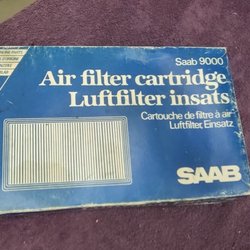 Saab 9000
Air filter cartridge
Luftfilter insats
Cartouche de filtre à air
Luftfilter, Einsatz
SAAB